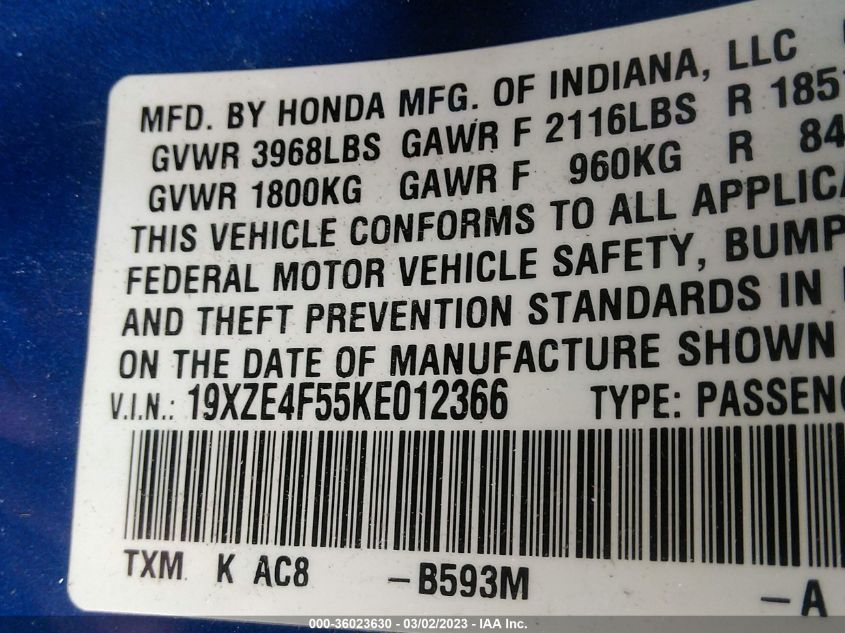 MFD. BY HONDA MFG. OF INDIANA, LLC
GVWR 3968LBS GAWR F 2116LBS R 1851
GVWR 1800KG GAWR F 960KG R 84
THIS VEHICLE CONFORMS TO ALL APPLICA
FEDERAL MOTOR VEHICLE SAFETY, BUMP
AND THEFT PREVENTION STANDARDS IN
ON THE DATE OF MANUFACTURE SHOWN
V.I.N.: 19XZE4F55KE012366 TYPE: PASSEN
TXM K AC8 -B593M -A
000-36023630 - 03/02/2023 - IAA Inc.